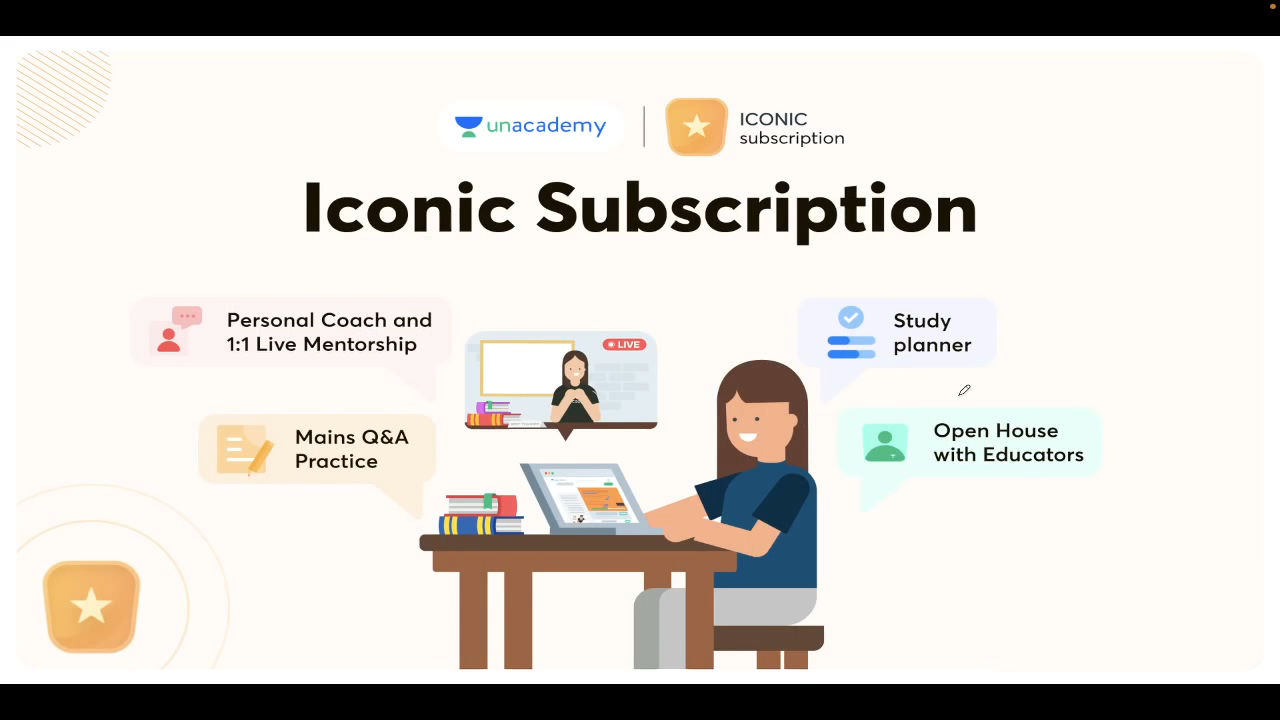 unacademy
ICONIC
subscription
Iconic Subscription
Personal Coach and
1:1 Live Mentorship
LIVE
Study
planner
Mains Q&A
Practice
Open House
with Educators